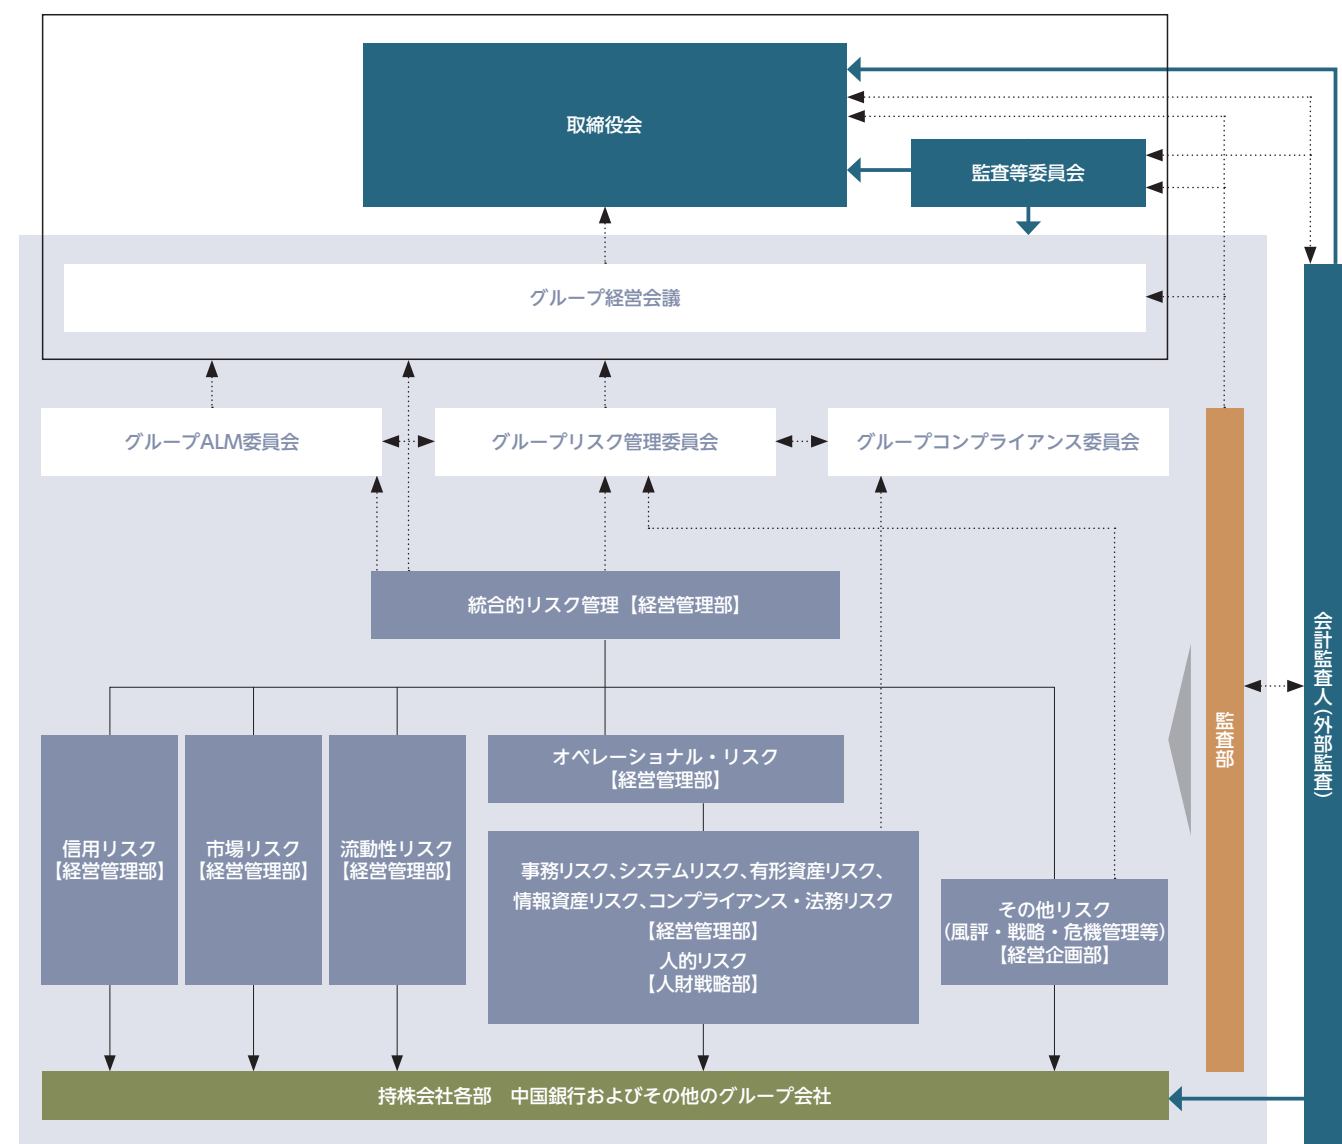 取締役会
監査等委員会
グループ経営会議
グループALM委員会
グループリスク管理委員会
グループコンプライアンス委員会
統合的リスク管理【経営管理部】
信用リスク
【経営管理部】
市場リスク
【経営管理部】
流動性リスク
【経営管理部】
オペレーショナル・リスク
【経営管理部】
事務リスク、システムリスク、有形資産リスク、
情報資産リスク、コンプライアンス・法務リスク
【経営管理部】
人的リスク
【人財戦略部】
その他リスク
(風評・戦略・危機管理等)
【経営企画部】
監査部
会計監査人(外部監査)
持株会社各部　中国銀行およびその他のグループ会社